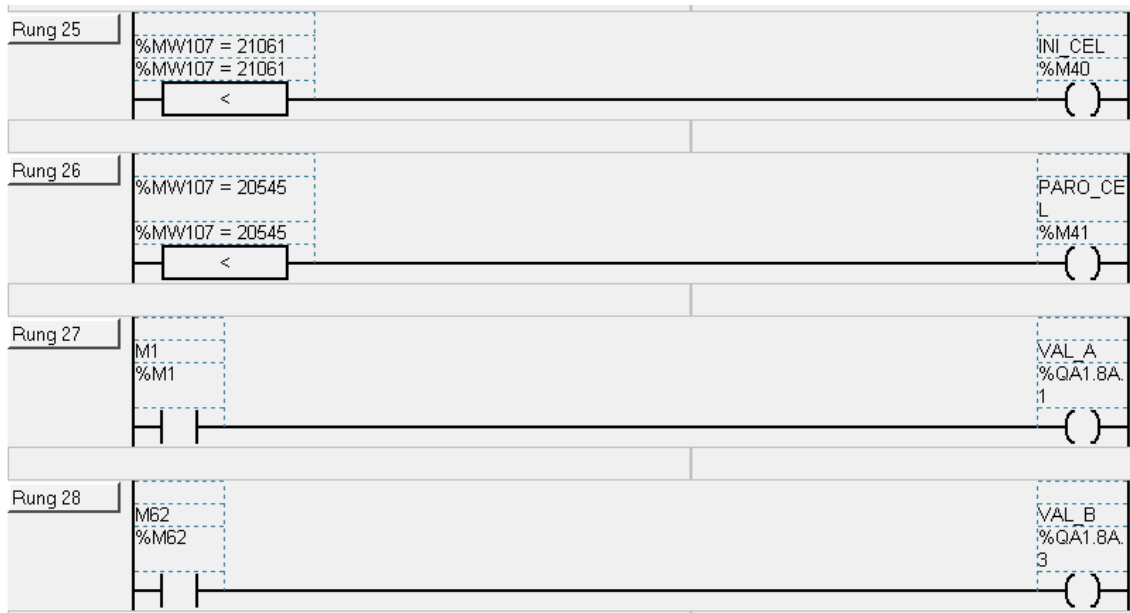 Rung 25
%MW107 = 21061
%MW107 = 21061
<
INI_CEL
%M40
Rung 26
%MW107 = 20545
%MW107 = 20545
<
PARO_CE
L
%M41
Rung 27
M1
%M1
VAL_A
%QA1.8A.
1
Rung 28
M62
%M62
VAL_B
%QA1.8A.
3